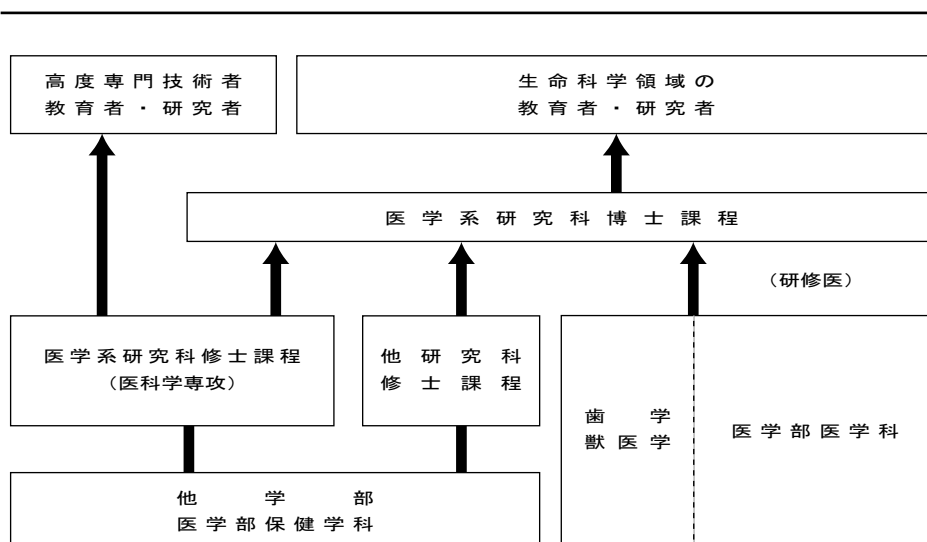 高度専門技術者
教育者・研究者
生命科学領域の
教育者・研究者
医学系研究科博士課程
（研修医）
医学系研究科修士課程
（医科学専攻）
他研究科
修士課程
歯学
獣医学
医学部医学科
他学部
医学部保健学科